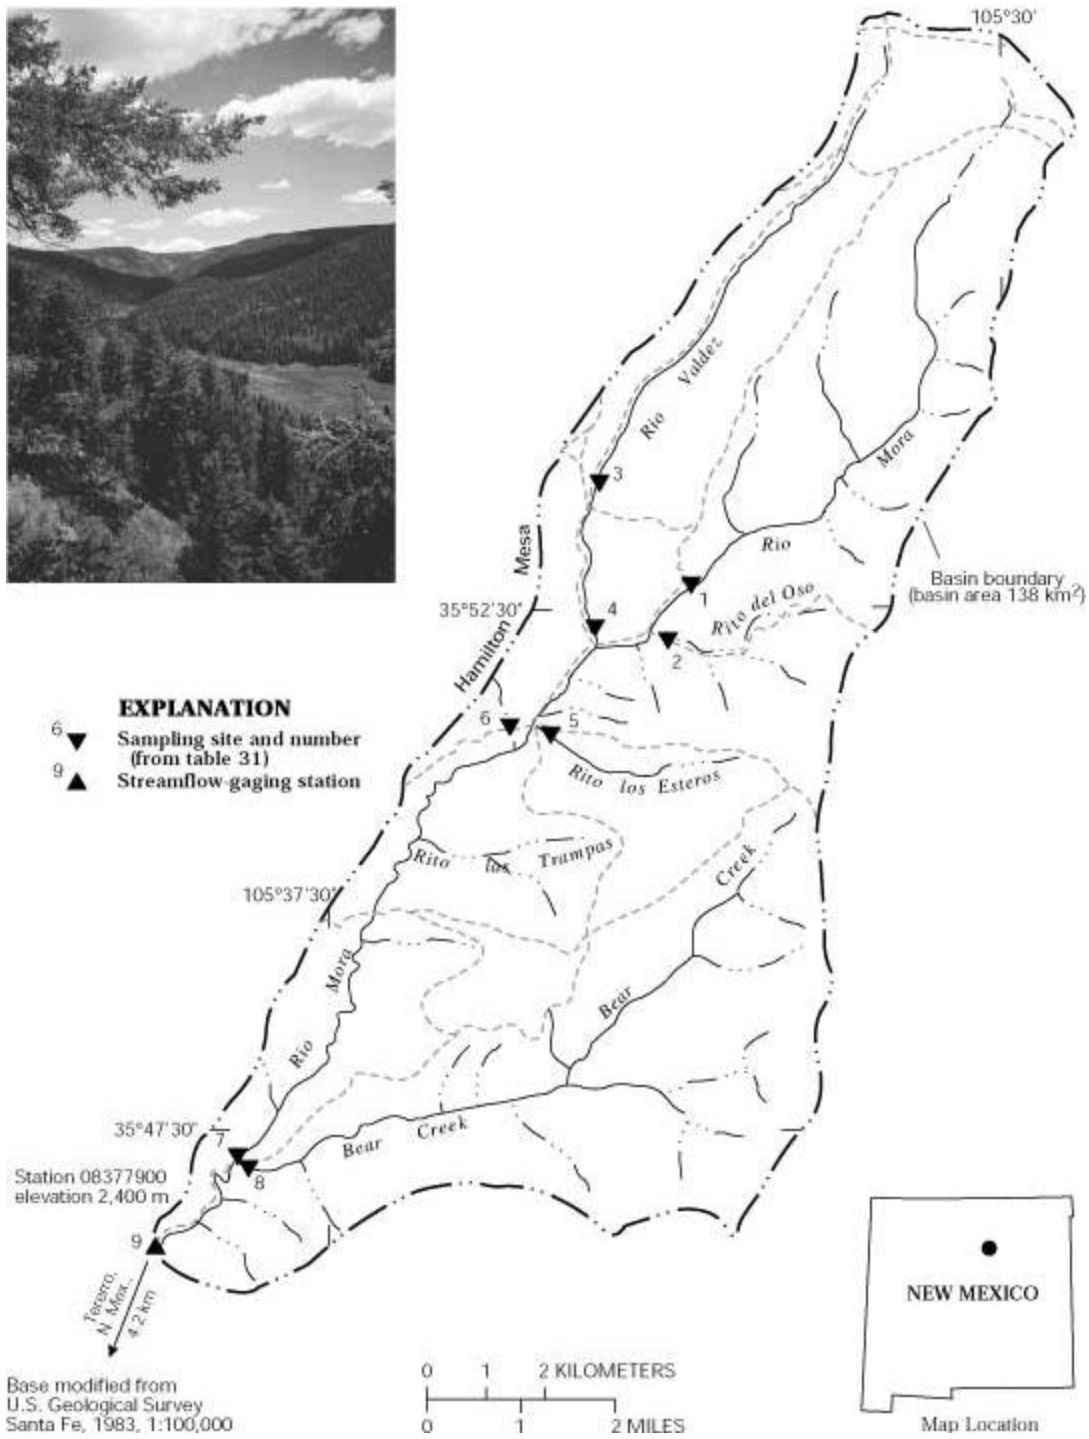 105°30'
Rio Valdez
3
Mora
Mesa
Rio
1
Basin boundary
(basin area 138 km²)
35°52'30"
4
Rito del Oso
2
Hamilton
EXPLANATION
6 Sampling site and number
(from table 31)
9 Streamflow-gaging station
6
5
Rito los Esteros
Rito las Trampas
Creek
105°37'30"
Mora
Bear
Rio
35°47'30"
7
Bear Creek
Station 08377900
elevation 2,400 m
8
9
NEW MEXICO
Tererro,
N. Mex.,
4.2 km
0 1 2 KILOMETERS
0 1 2 MILES
Base modified from
U.S. Geological Survey
Santa Fe, 1983, 1:100,000
Map Location